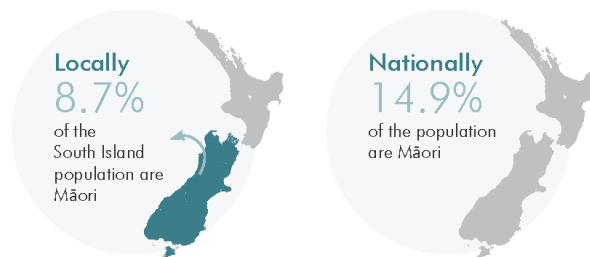 Locally
8.7%
of the
South Island
population are
Māori
Nationally
14.9%
of the population
are Māori